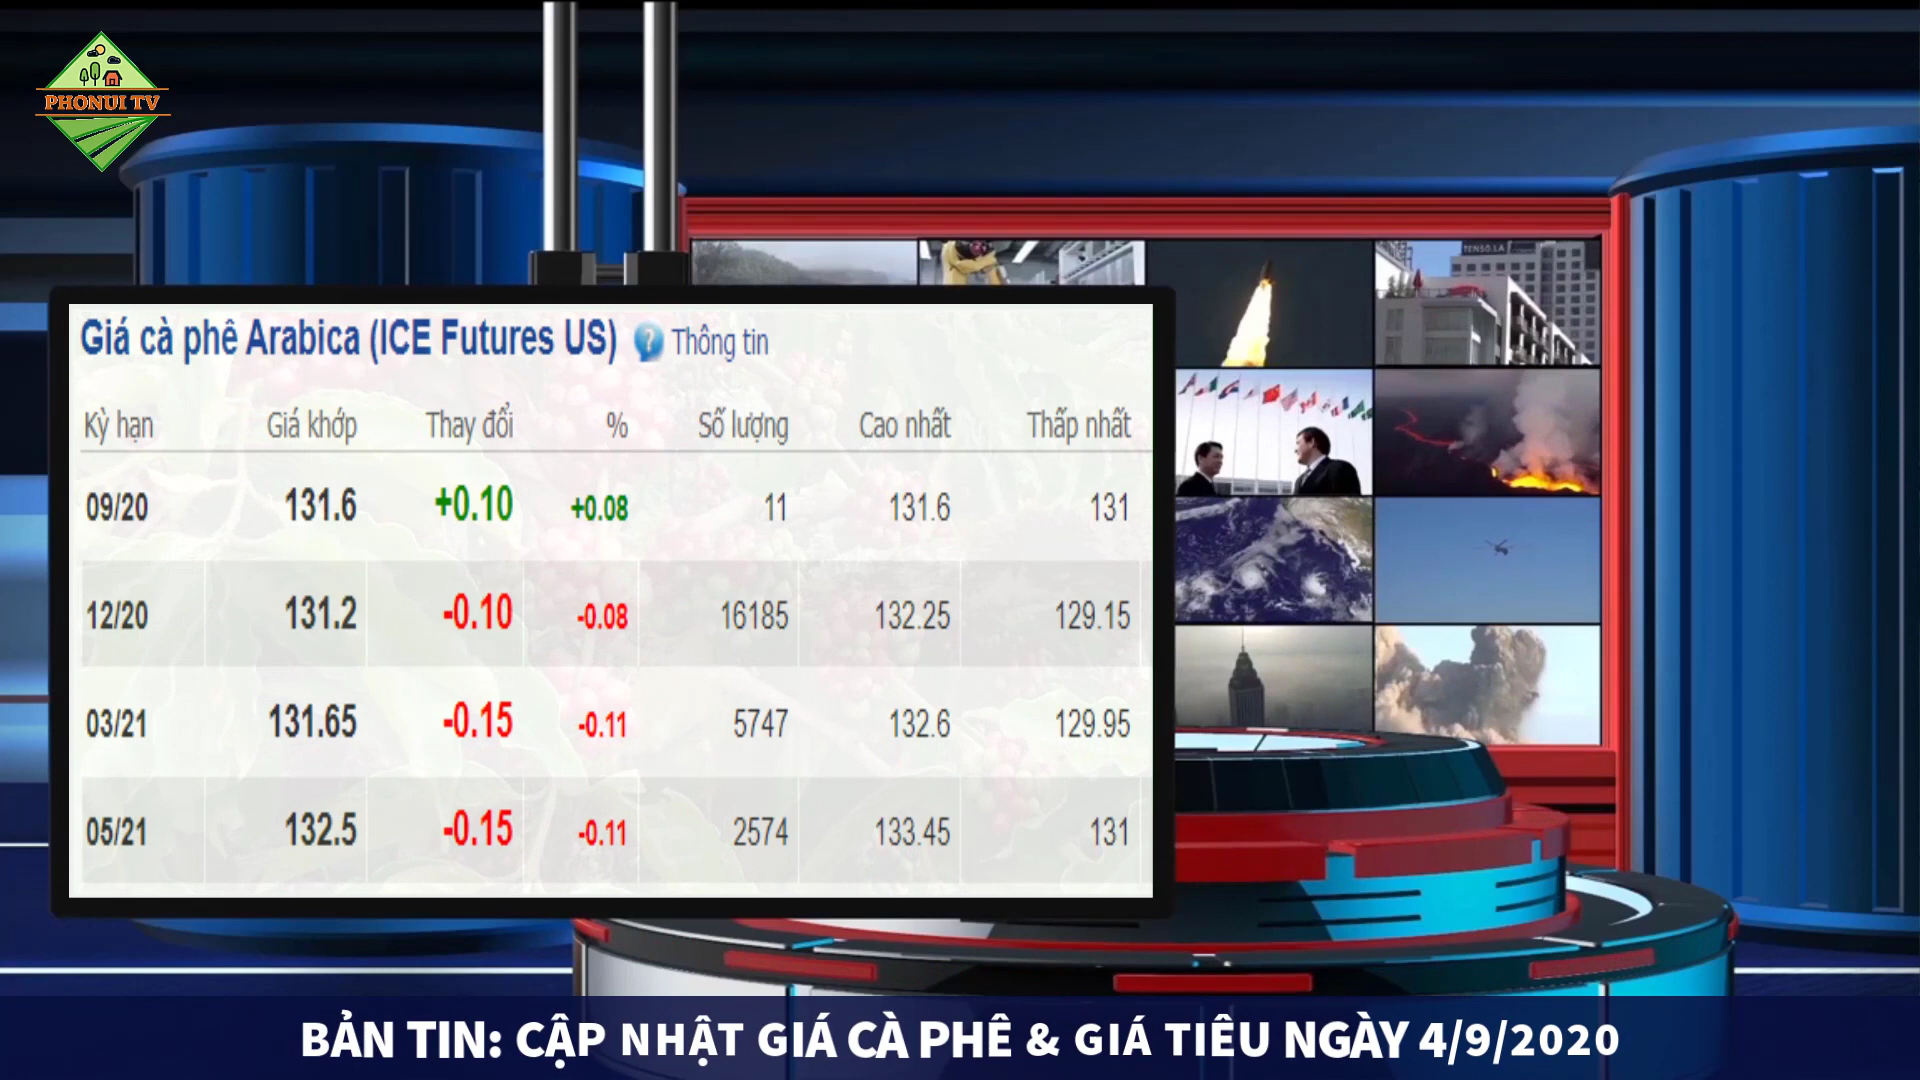 PHONUI TV
TENSO.LA
Giá cà phê Arabica (ICE Futures US) ? Thông tin
Kỳ hạn Giá khớp Thay đổi % Số lượng Cao nhất Thấp nhất
09/20 131.6 +0.10 +0.08 11 131.6 131
12/20 131.2 -0.10 -0.08 16185 132.25 129.15
03/21 131.65 -0.15 -0.11 5747 132.6 129.95
05/21 132.5 -0.15 -0.11 2574 133.45 131
BẢN TIN: CẬP NHẬT GIÁ CÀ PHÊ & GIÁ TIÊU NGÀY 4/9/2020